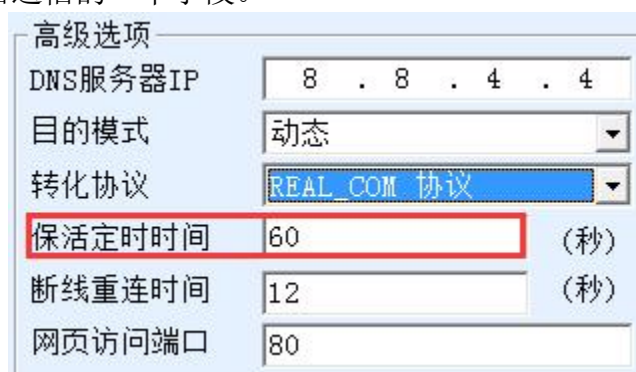 高级选项
DNS服务器IP 8 . 8 . 4 . 4
目的模式 动态
转化协议 REAL_COM 协议
保活定时时间 60 (秒)
断线重连时间 12 (秒)
网页访问端口 80